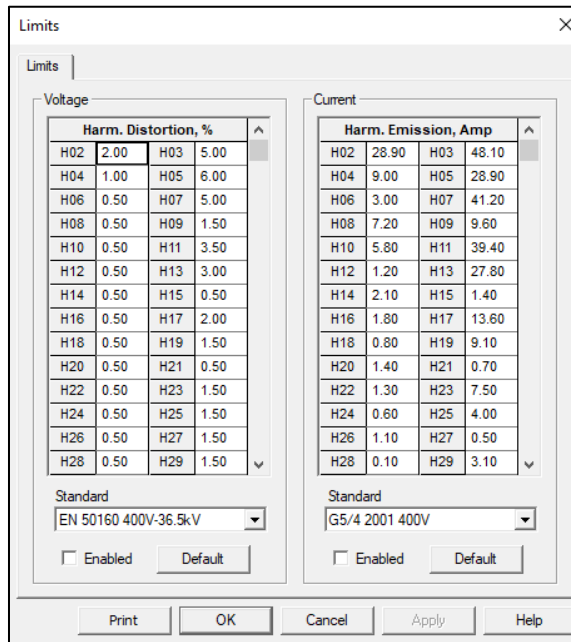 Limits
Limits
Voltage
Harm. Distortion, %
H02 2.00 H03 5.00
H04 1.00 H05 6.00
H06 0.50 H07 5.00
H08 0.50 H09 1.50
H10 0.50 H11 3.50
H12 0.50 H13 3.00
H14 0.50 H15 0.50
H16 0.50 H17 2.00
H18 0.50 H19 1.50
H20 0.50 H21 0.50
H22 0.50 H23 1.50
H24 0.50 H25 1.50
H26 0.50 H27 1.50
H28 0.50 H29 1.50
Standard
EN 50160 400V-36.5kV
Enabled Default
Current
Harm. Emission, Amp
H02 28.90 H03 48.10
H04 9.00 H05 28.90
H06 3.00 H07 41.20
H08 7.20 H09 9.60
H10 5.80 H11 39.40
H12 1.20 H13 27.80
H14 2.10 H15 1.40
H16 1.80 H17 13.60
H18 0.80 H19 9.10
H20 1.40 H21 0.70
H22 1.30 H23 7.50
H24 0.60 H25 4.00
H26 1.10 H27 0.50
H28 0.10 H29 3.10
Standard
G5/4 2001 400V
Enabled Default
Print OK Cancel Apply Help